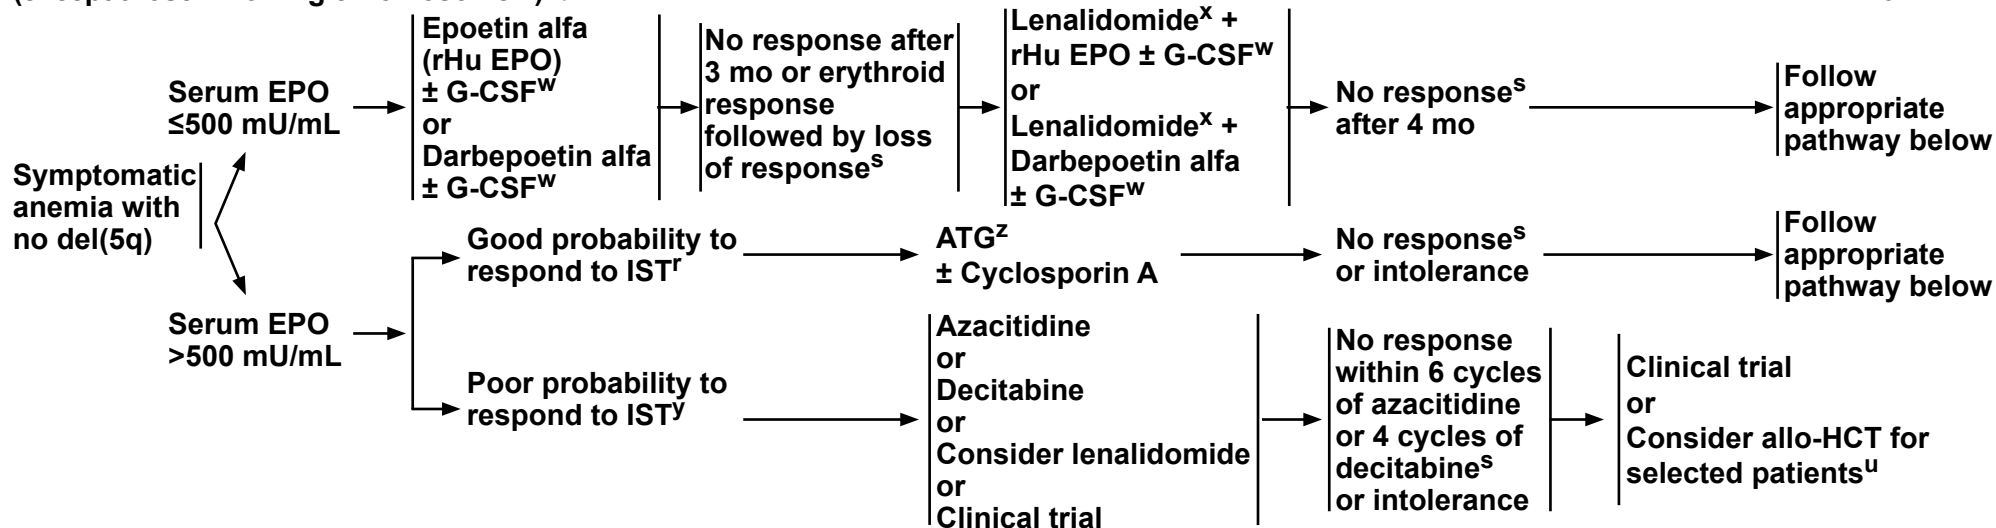 Symptomatic
anemia with
no del(5q)
Serum EPO
≤500 mU/mL
Epoetin alfa
(rHu EPO)
± G-CSFʷ
or
Darbepoetin alfa
± G-CSFʷ
No response after
3 mo or erythroid
response
followed by loss
of responseˢ
Lenalidomideˣ +
rHu EPO ± G-CSFʷ
or
Lenalidomideˣ +
Darbepoetin alfa
± G-CSFʷ
No responseˢ
after 4 mo
Follow
appropriate
pathway below
Serum EPO
>500 mU/mL
Good probability to
respond to ISTʳ
ATGᶻ
± Cyclosporin A
No responseˢ
or intolerance
Follow
appropriate
pathway below
Poor probability to
respond to ISTʸ
Azacitidine
or
Decitabine
or
Consider lenalidomide
or
Clinical trial
No response
within 6 cycles
of azacitidine
or 4 cycles of
decitabineˢ
or intolerance
Clinical trial
or
Consider allo-HCT for
selected patientsᵘ